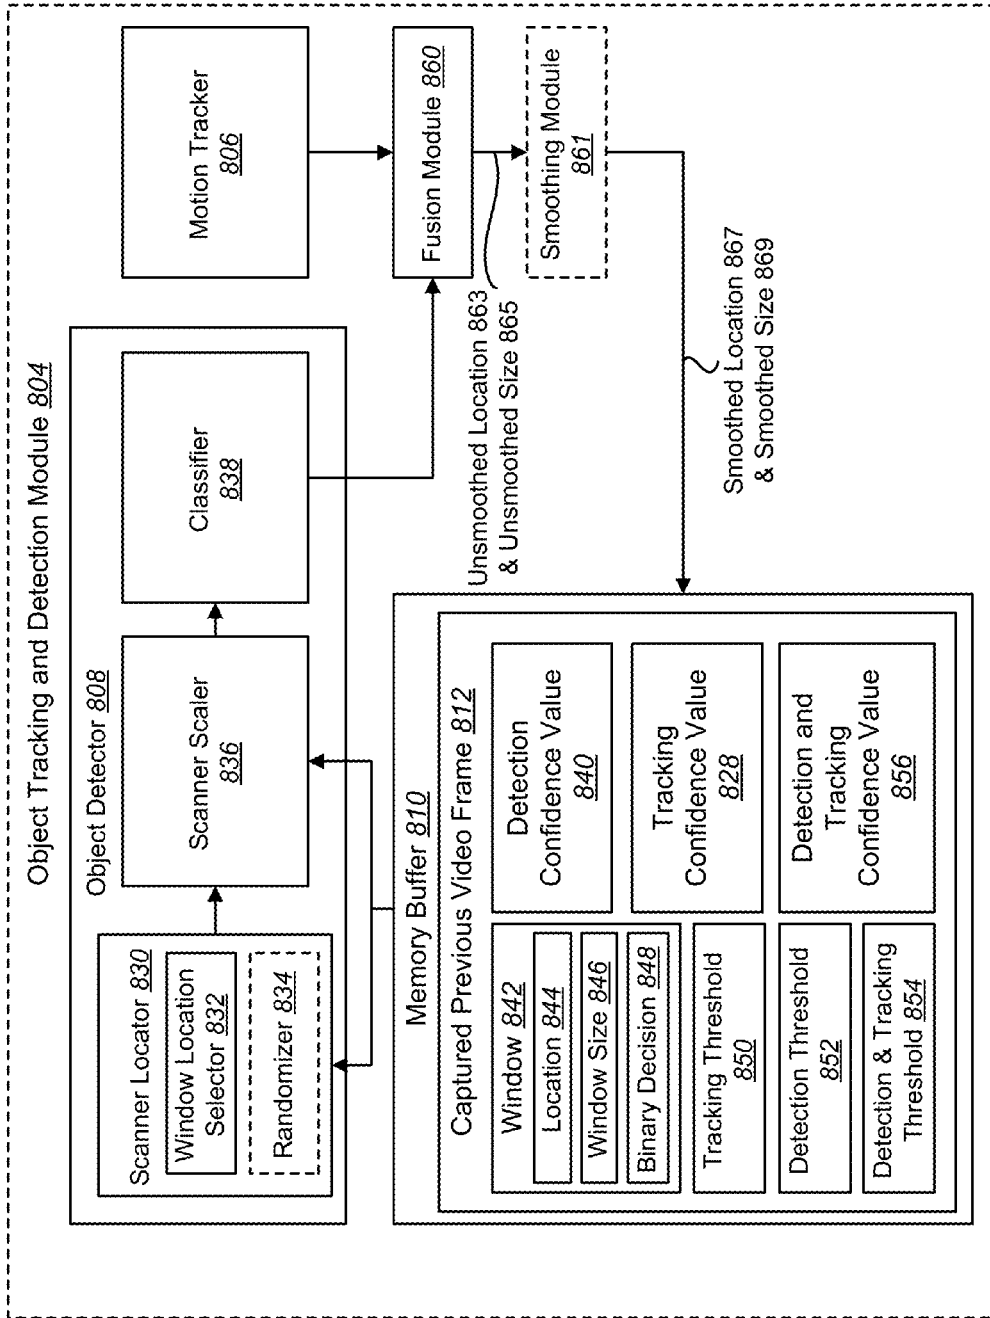 Object Tracking and Detection Module 804
Object Detector 808
Scanner Locator 830
Window Location
Selector 832
Randomizer 834
Scanner Scaler
836
Classifier
838
Motion Tracker
806
Fusion Module 860
Unsmoothed Location 863
& Unsmoothed Size 865
Smoothing Module
861
Smoothed Location 867
& Smoothed Size 869
Memory Buffer 810
Captured Previous Video Frame 812
Window 842
Location 844
Window Size 846
Binary Decision 848
Tracking Threshold
850
Detection Threshold
852
Detection & Tracking
Threshold 854
Detection
Confidence Value
840
Tracking
Confidence Value
828
Detection and
Tracking
Confidence Value
856